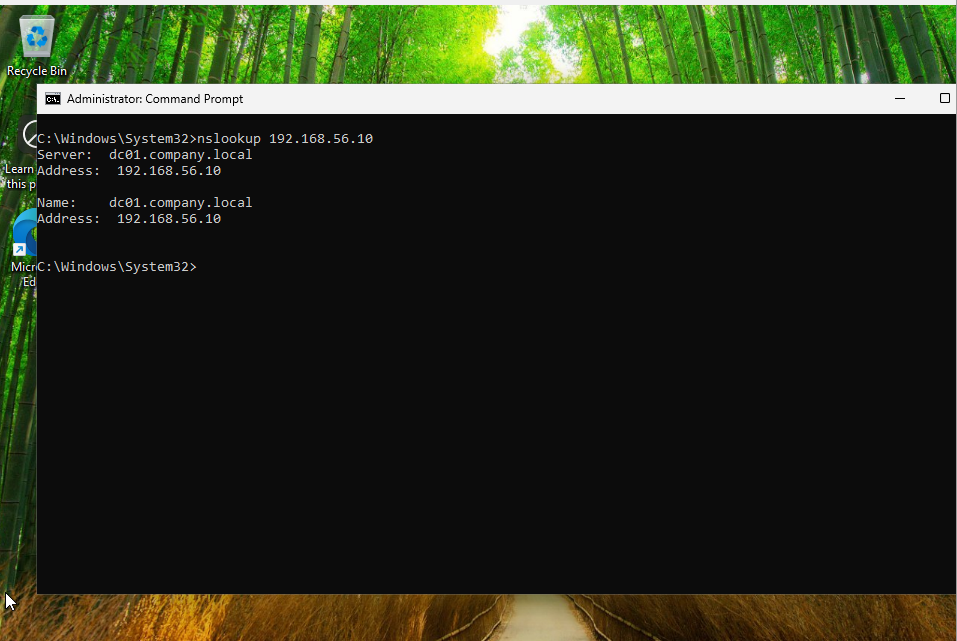 Recycle Bin
Administrator: Command Prompt
C:\Windows\System32>nslookup 192.168.56.10
Server:  dc01.company.local
Address:  192.168.56.10
Learn
this p
Name:    dc01.company.local
Address:  192.168.56.10
C:\Windows\System32>
Micr
Ed